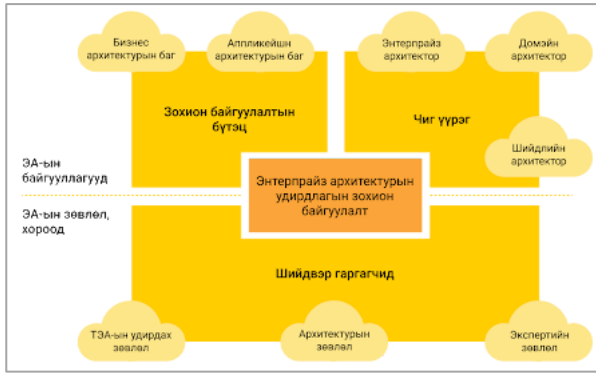 Бизнес
архитектурын баг
Аппликейшн
архитектурын баг
Энтерпрайз
архитектор
Домэйн
архитектор
Зохион байгуулалтын
бүтэц
Чиг үүрэг
Шийдлийн
архитектор
ЭА-ын
байгууллагууд
Энтерпрайз архитектурын
удирдлагын зохион
байгуулалт
ЭА-ын зөвлөл,
хороод
Шийдвэр гаргагчид
ТЭА-ын удирдах
зөвлөл
Архитектурын
зөвлөл
Экспертийн
зөвлөл